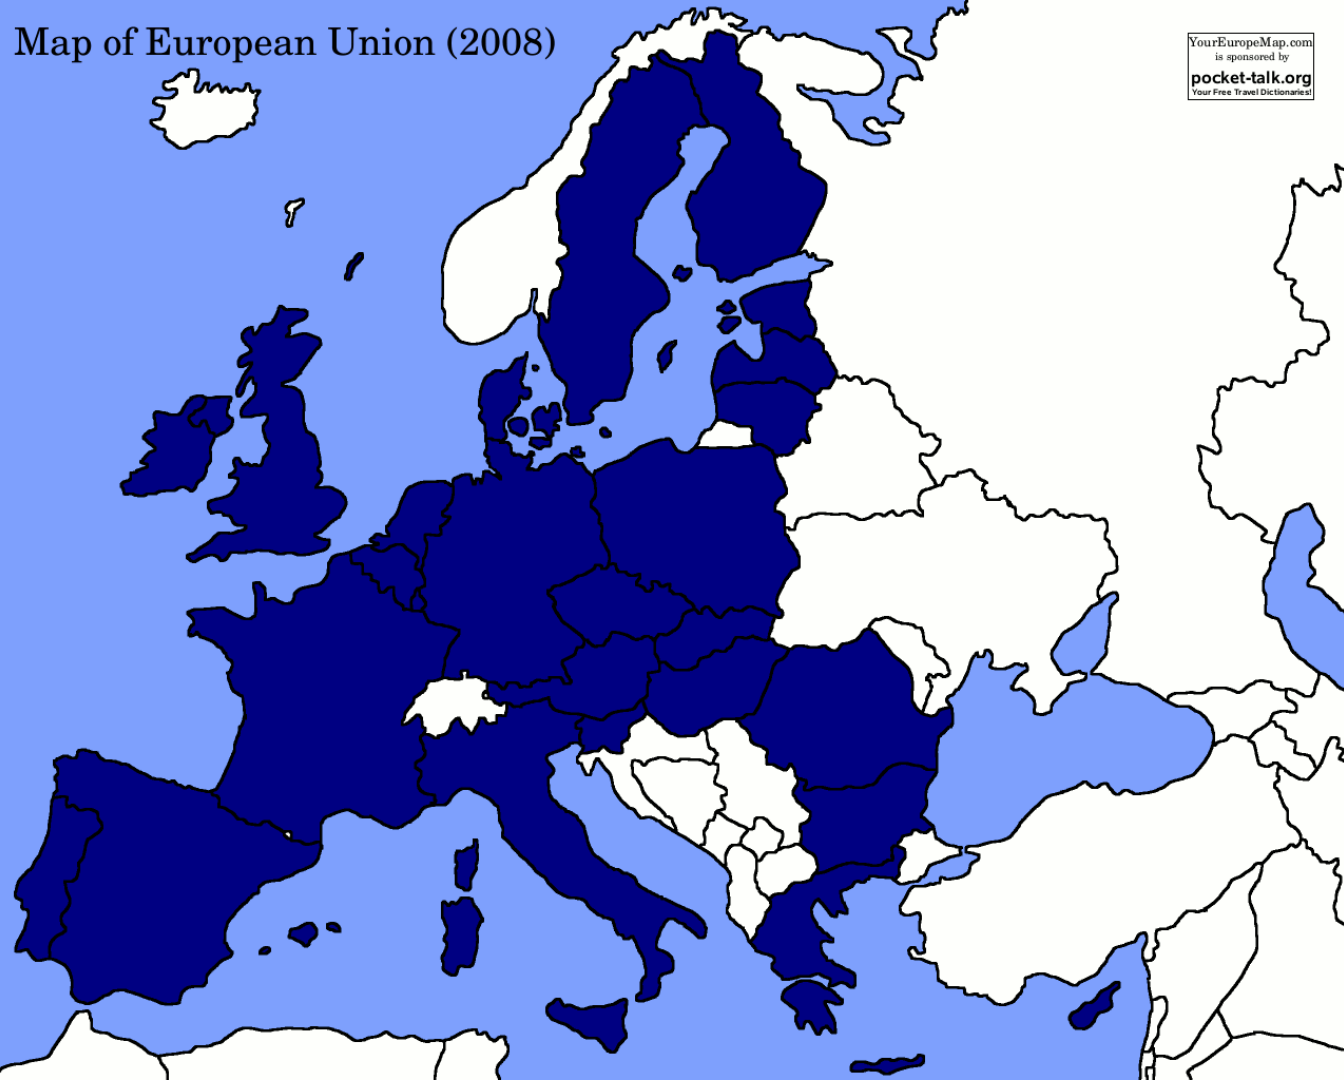 Map of European Union (2008)
YourEuropeMap.com
is sponsored by
pocket-talk.org
Your Free Travel Dictionaries!